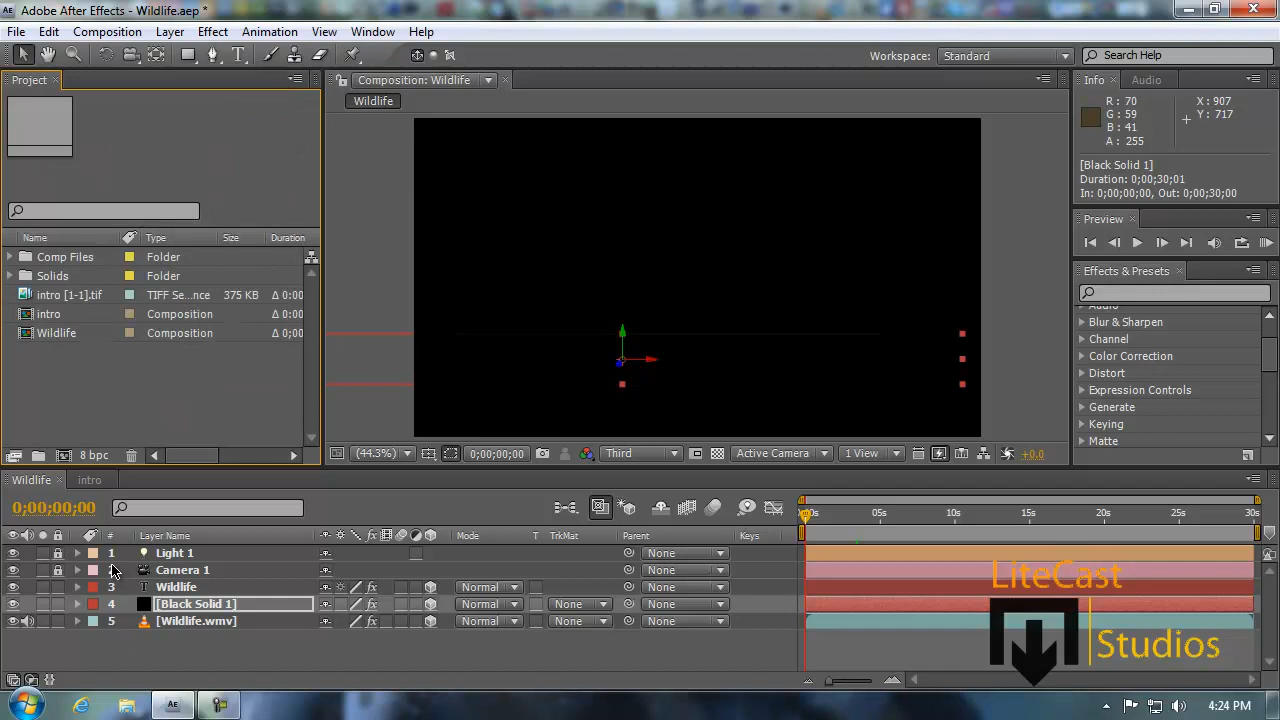 Adobe After Effects - Wildlife.aep *
File Edit Composition Layer Effect Animation View Window Help
T Workspace: Standard Search Help
Project Composition: Wildlife Info Audio
Wildlife
R : 70 X : 907
G : 59 Y : 717
B : 41
A : 255
[Black Solid 1]
Duration: 0;00;30;01
In: 0;00;00;00, Out: 0;00;30;00
Preview
Name Type Size Duration
Comp Files Folder
Solids Folder
intro [1-1].tif TIFF Se...nce 375 KB Δ 0:00
intro Composition Δ 0:00
Wildlife Composition Δ 0;00
Effects & Presets
Audio
Blur & Sharpen
Channel
Color Correction
Distort
Expression Controls
Generate
Keying
Matte
8 bpc (44.3%) 0;00;00;00 Third Active Camera 1 View +0.0
Wildlife intro
0;00;00;00
:00s 05s 10s 15s 20s 25s 30s
# Layer Name Mode T TrkMat Parent Keys
1 Light 1 None
2 Camera 1 None
3 T Wildlife Normal None
4 [Black Solid 1] Normal None None
5 [Wildlife.wmv] Normal None None
LiteCast
Studios
AE 4:24 PM